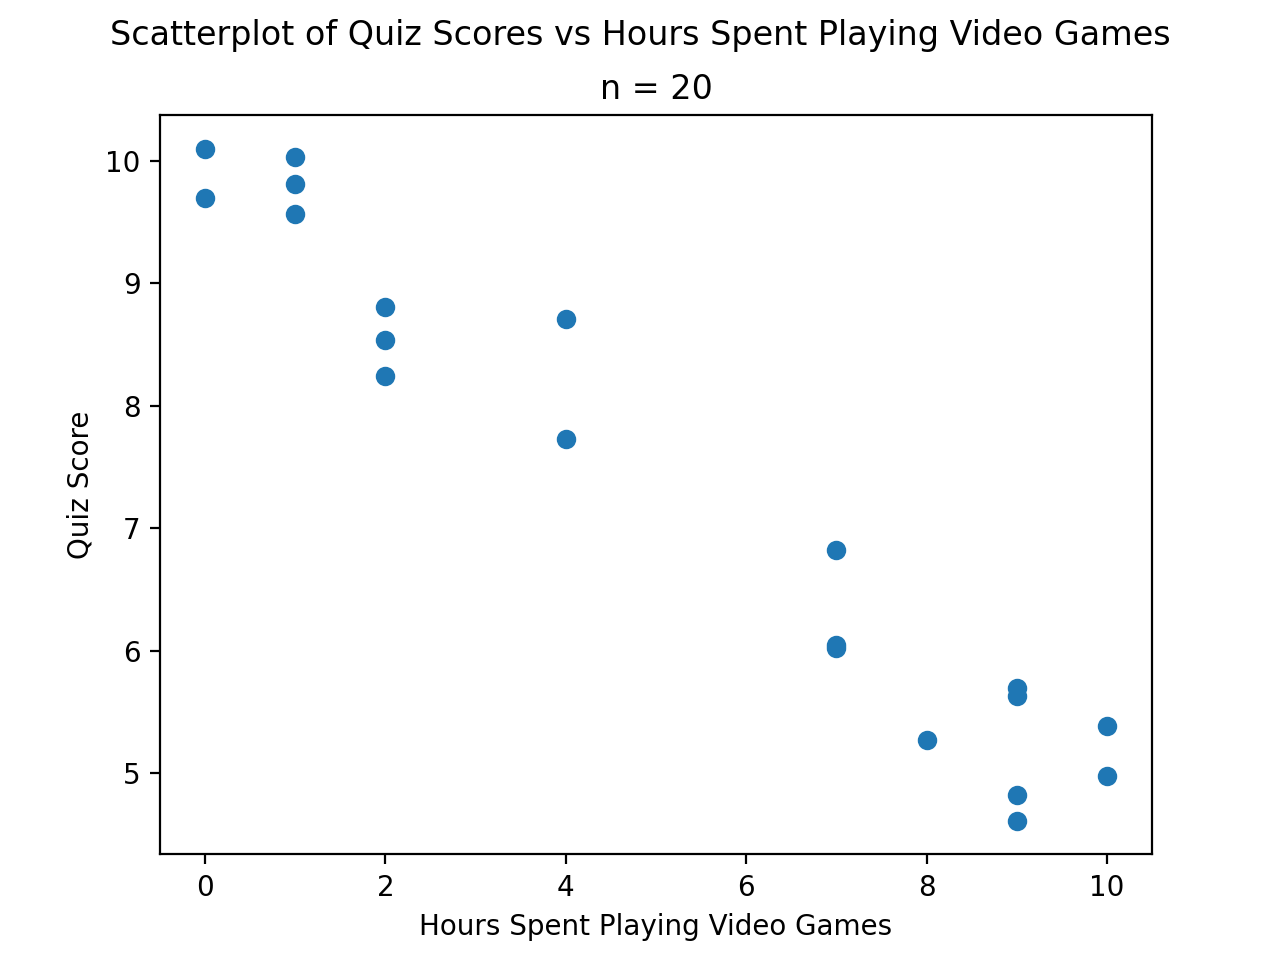 Scatterplot of Quiz Scores vs Hours Spent Playing Video Games
n = 20
10
9
8
7
6
5
Quiz Score
0 2 4 6 8 10
Hours Spent Playing Video Games